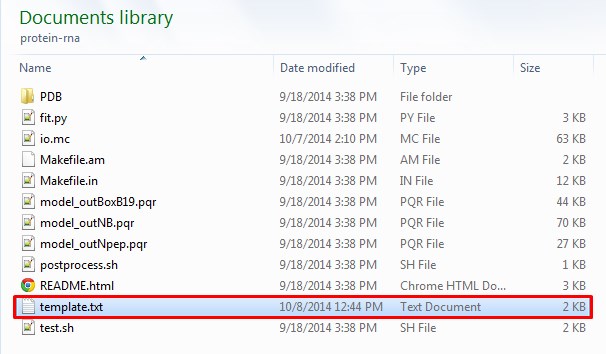 Documents library
protein-rna
Name Date modified Type Size
PDB 9/18/2014 3:38 PM File folder
fit.py 9/18/2014 3:38 PM PY File 3 KB
io.mc 10/7/2014 2:10 PM MC File 63 KB
Makefile.am 9/18/2014 3:38 PM AM File 2 KB
Makefile.in 9/18/2014 3:38 PM IN File 12 KB
model_outBoxB19.pqr 9/18/2014 3:38 PM PQR File 44 KB
model_outNB.pqr 9/18/2014 3:38 PM PQR File 70 KB
model_outNpep.pqr 9/18/2014 3:38 PM PQR File 27 KB
postprocess.sh 9/18/2014 3:38 PM SH File 1 KB
README.html 9/18/2014 3:38 PM Chrome HTML Do... 9 KB
template.txt 10/8/2014 12:44 PM Text Document 2 KB
test.sh 9/18/2014 3:38 PM SH File 2 KB